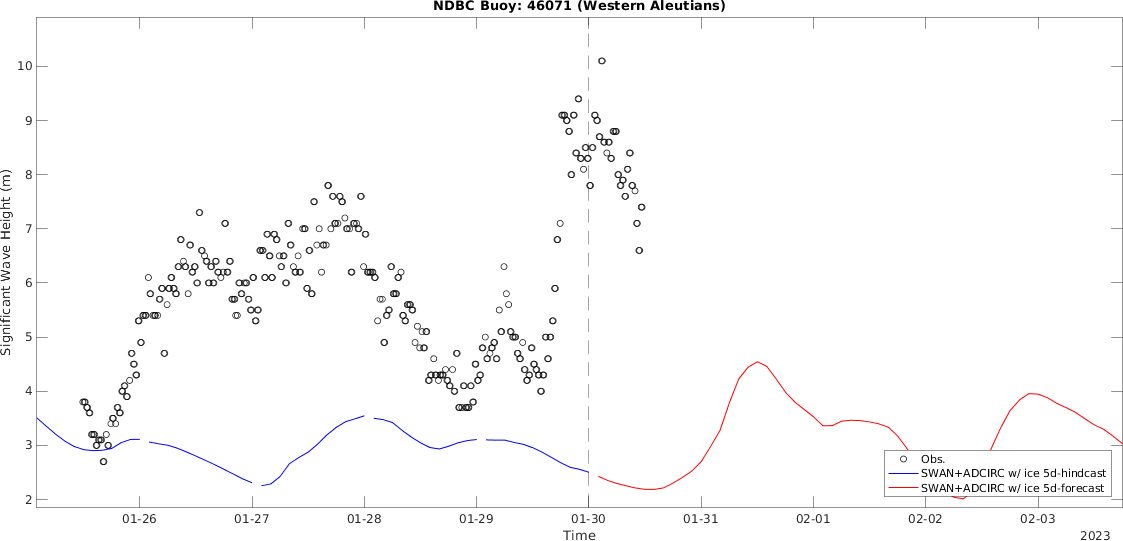 NDBC Buoy: 46071 (Western Aleutians)
10
9
8
7
6
5
4
3
2
Significant Wave Height (m)
Obs.
SWAN+ADCIRC w/ ice 5d-hindcast
SWAN+ADCIRC w/ ice 5d-forecast
01-26 01-27 01-28 01-29 01-30 01-31 02-01 02-02 02-03
Time
2023